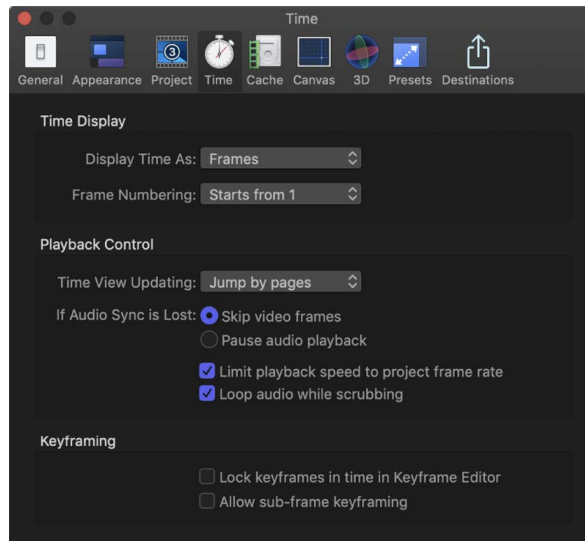 Time
3
General Appearance Project Time Cache Canvas 3D Presets Destinations
Time Display
Display Time As: Frames
Frame Numbering: Starts from 1
Playback Control
Time View Updating: Jump by pages
If Audio Sync is Lost: Skip video frames
Pause audio playback
Limit playback speed to project frame rate
Loop audio while scrubbing
Keyframing
Lock keyframes in time in Keyframe Editor
Allow sub-frame keyframing